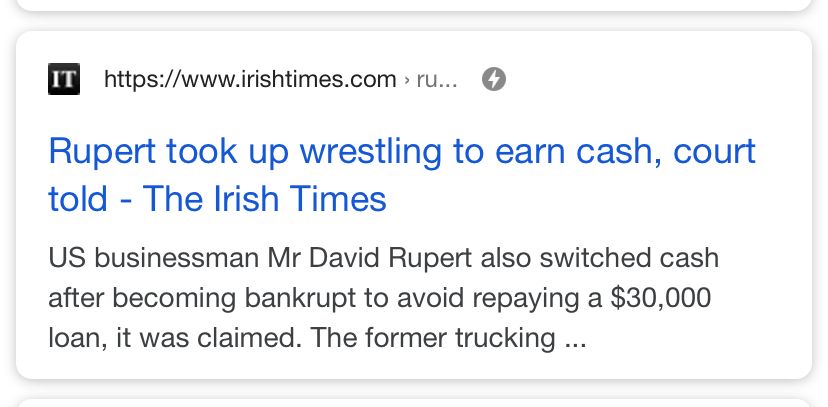 IT https://www.irishtimes.com › ru...
Rupert took up wrestling to earn cash, court
told - The Irish Times
US businessman Mr David Rupert also switched cash
after becoming bankrupt to avoid repaying a $30,000
loan, it was claimed. The former trucking ...